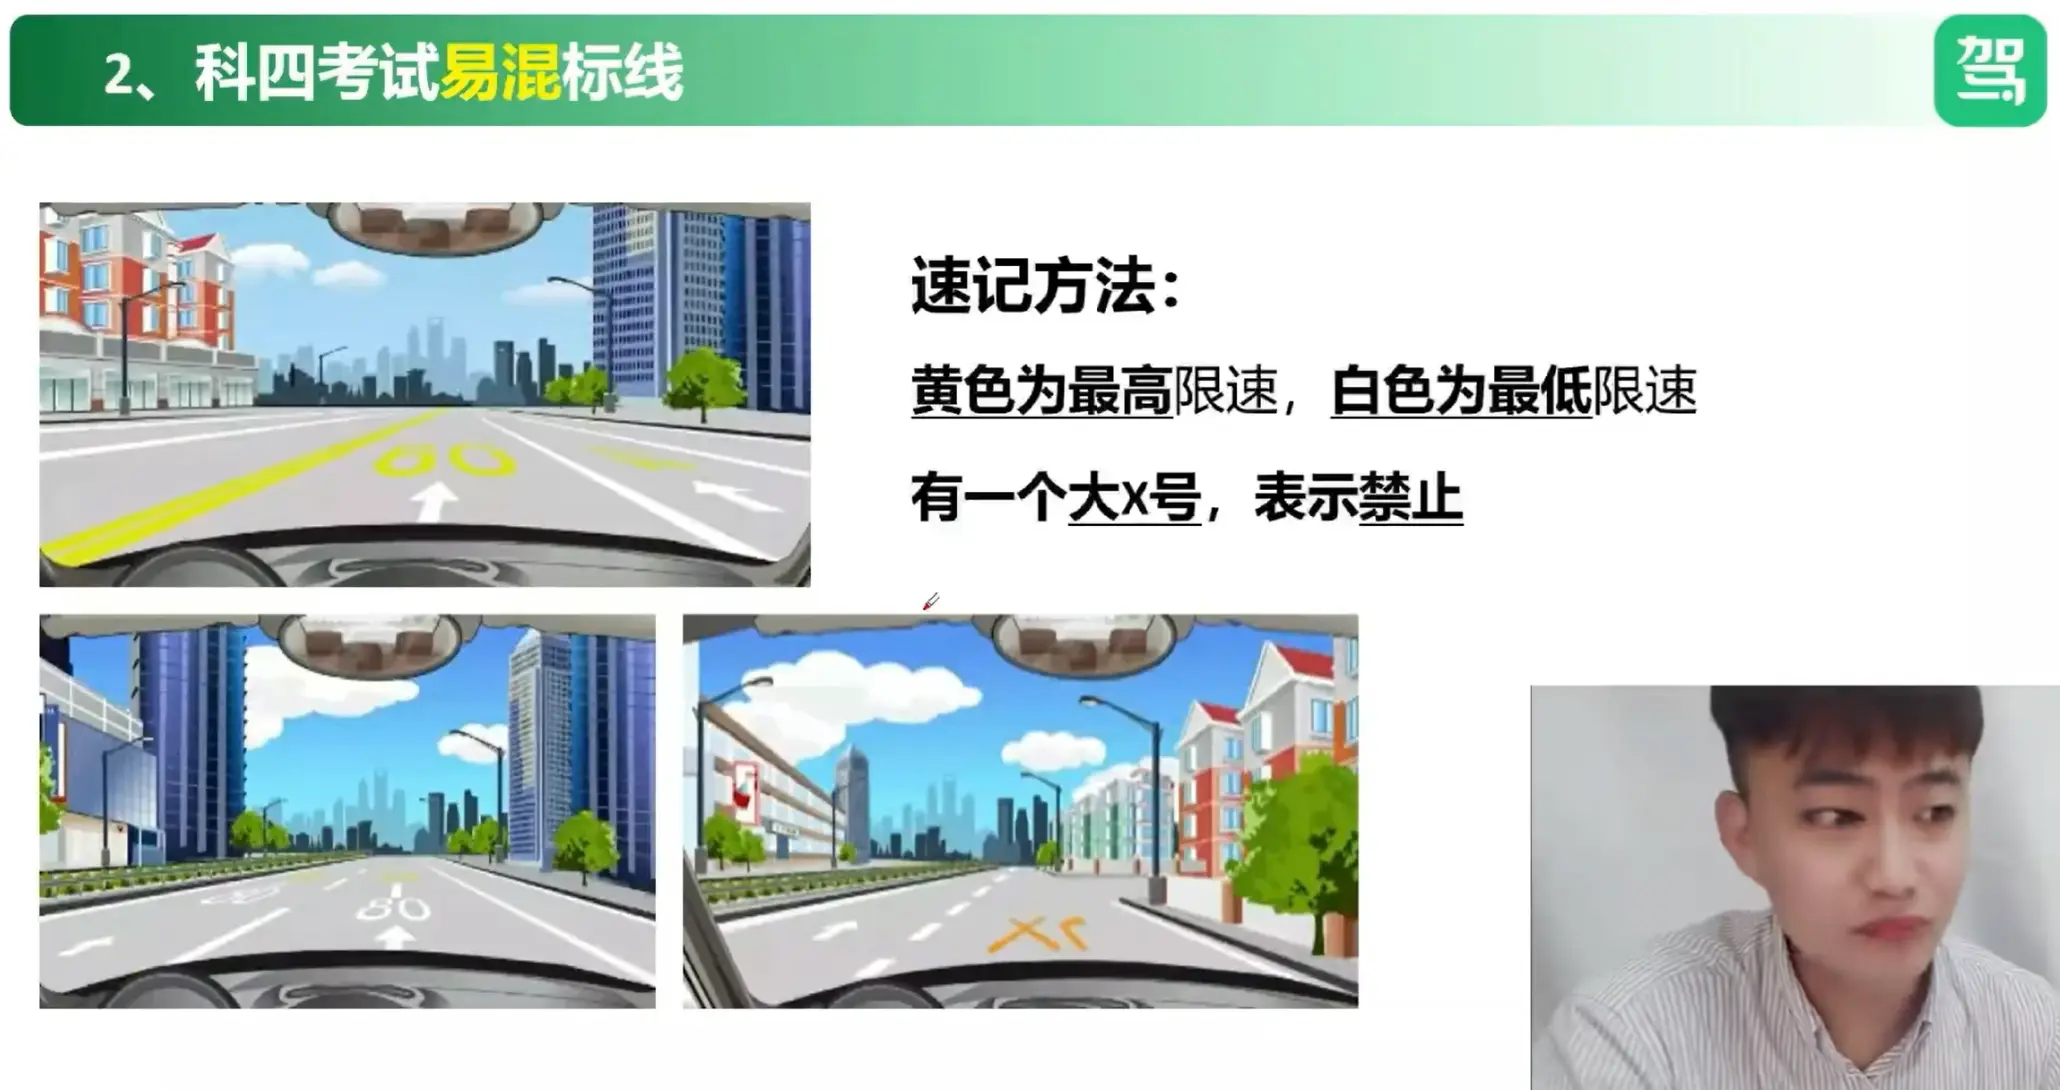 2、科四考试易混标线
驾
速记方法：
黄色为最高限速，白色为最低限速
有一个大X号，表示禁止
80